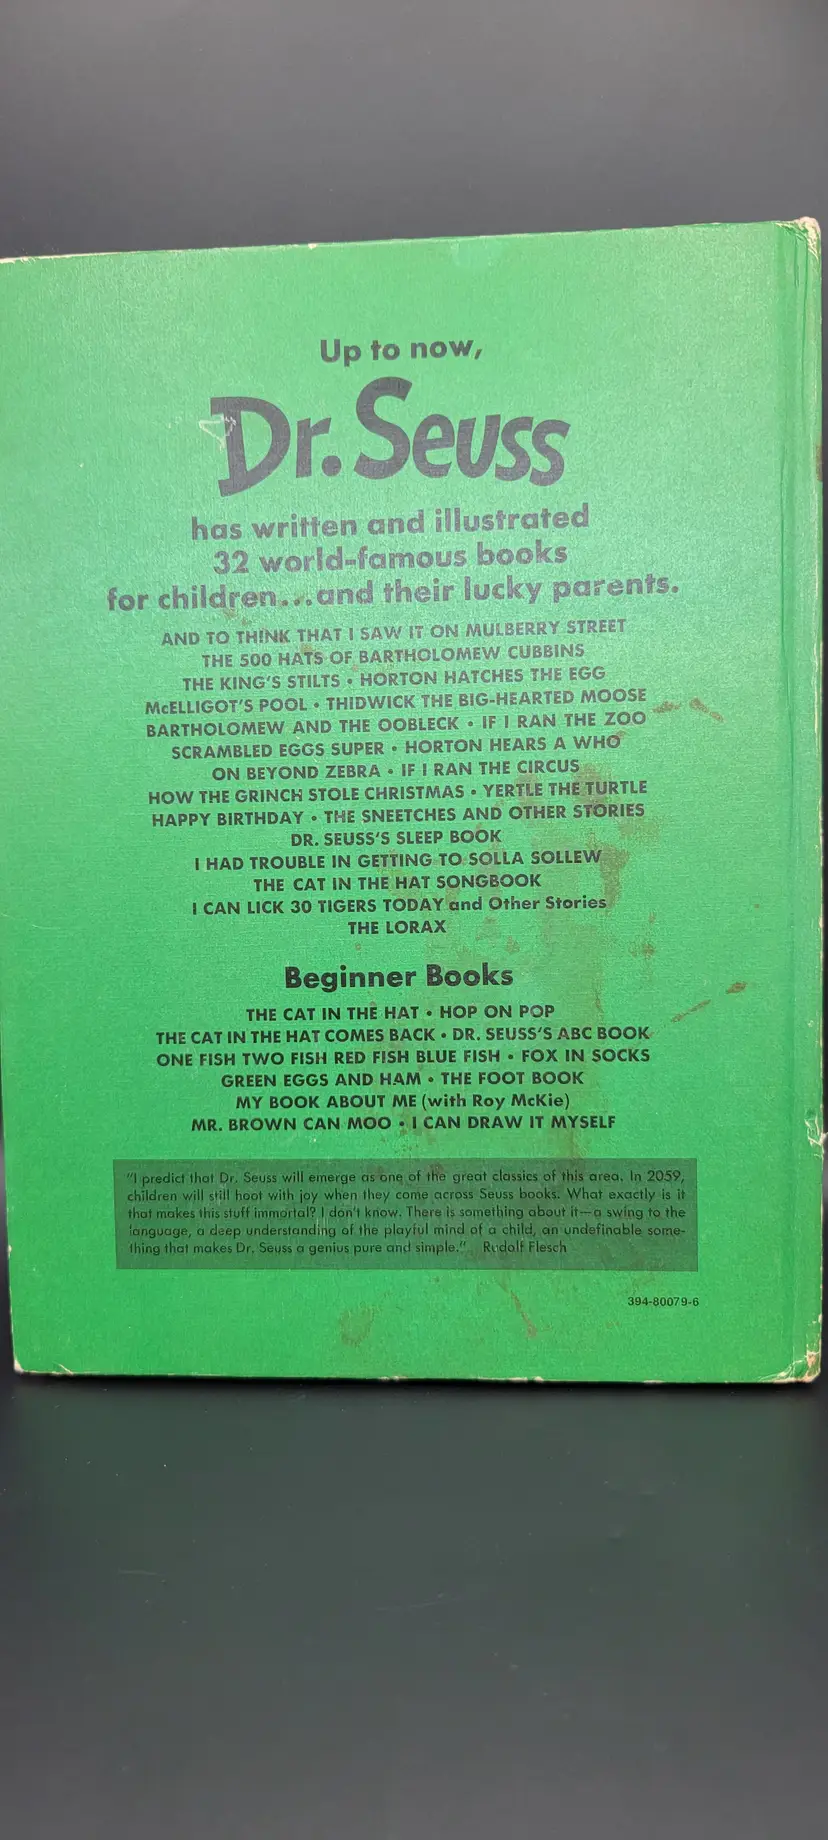 Up to now,
Dr. Seuss
has written and illustrated
32 world-famous books
for children...and their lucky parents.
AND TO THINK THAT I SAW IT ON MULBERRY STREET
THE 500 HATS OF BARTHOLOMEW CUBBINS
THE KING'S STILTS • HORTON HATCHES THE EGG
McELLIGOT'S POOL • THIDWICK THE BIG-HEARTED MOOSE
BARTHOLOMEW AND THE OOBLECK • IF I RAN THE ZOO
SCRAMBLED EGGS SUPER • HORTON HEARS A WHO
ON BEYOND ZEBRA • IF I RAN THE CIRCUS
HOW THE GRINCH STOLE CHRISTMAS • YERTLE THE TURTLE
HAPPY BIRTHDAY • THE SNEETCHES AND OTHER STORIES
DR. SEUSS'S SLEEP BOOK
I HAD TROUBLE IN GETTING TO SOLLA SOLLEW
THE CAT IN THE HAT SONGBOOK
I CAN LICK 30 TIGERS TODAY and Other Stories
THE LORAX
Beginner Books
THE CAT IN THE HAT • HOP ON POP
THE CAT IN THE HAT COMES BACK • DR. SEUSS'S ABC BOOK
ONE FISH TWO FISH RED FISH BLUE FISH • FOX IN SOCKS
GREEN EGGS AND HAM • THE FOOT BOOK
MY BOOK ABOUT ME (with Roy McKie)
MR. BROWN CAN MOO • I CAN DRAW IT MYSELF
"I predict that Dr. Seuss will emerge as one of the great classics of this area. In 2059,
children will still hoot with joy when they come across Seuss books. What exactly is it
that makes this stuff immortal? I don't know. There is something about it—a swing to the
language, a deep understanding of the playful mind of a child, an undefinable some-
thing that makes Dr. Seuss a genius pure and simple." Rudolf Flesch
394-80079-6